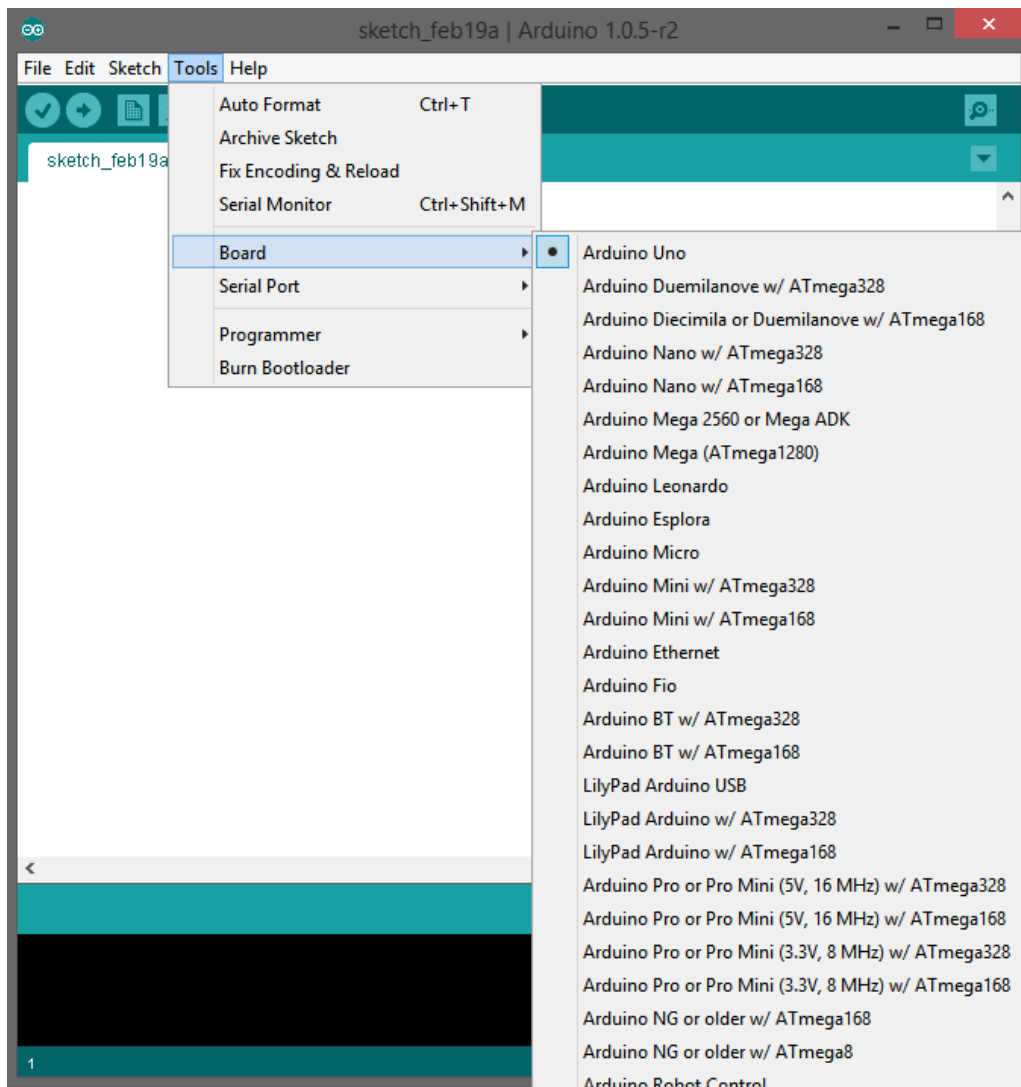 sketch_feb19a | Arduino 1.0.5-r2
File Edit Sketch Tools Help
sketch_feb19a
Auto Format Ctrl+T
Archive Sketch
Fix Encoding & Reload
Serial Monitor Ctrl+Shift+M
Board
Serial Port
Programmer
Burn Bootloader
Arduino Uno
Arduino Duemilanove w/ ATmega328
Arduino Diecimila or Duemilanove w/ ATmega168
Arduino Nano w/ ATmega328
Arduino Nano w/ ATmega168
Arduino Mega 2560 or Mega ADK
Arduino Mega (ATmega1280)
Arduino Leonardo
Arduino Esplora
Arduino Micro
Arduino Mini w/ ATmega328
Arduino Mini w/ ATmega168
Arduino Ethernet
Arduino Fio
Arduino BT w/ ATmega328
Arduino BT w/ ATmega168
LilyPad Arduino USB
LilyPad Arduino w/ ATmega328
LilyPad Arduino w/ ATmega168
Arduino Pro or Pro Mini (5V, 16 MHz) w/ ATmega328
Arduino Pro or Pro Mini (5V, 16 MHz) w/ ATmega168
Arduino Pro or Pro Mini (3.3V, 8 MHz) w/ ATmega328
Arduino Pro or Pro Mini (3.3V, 8 MHz) w/ ATmega168
Arduino NG or older w/ ATmega168
Arduino NG or older w/ ATmega8
Arduino Robot Control
1